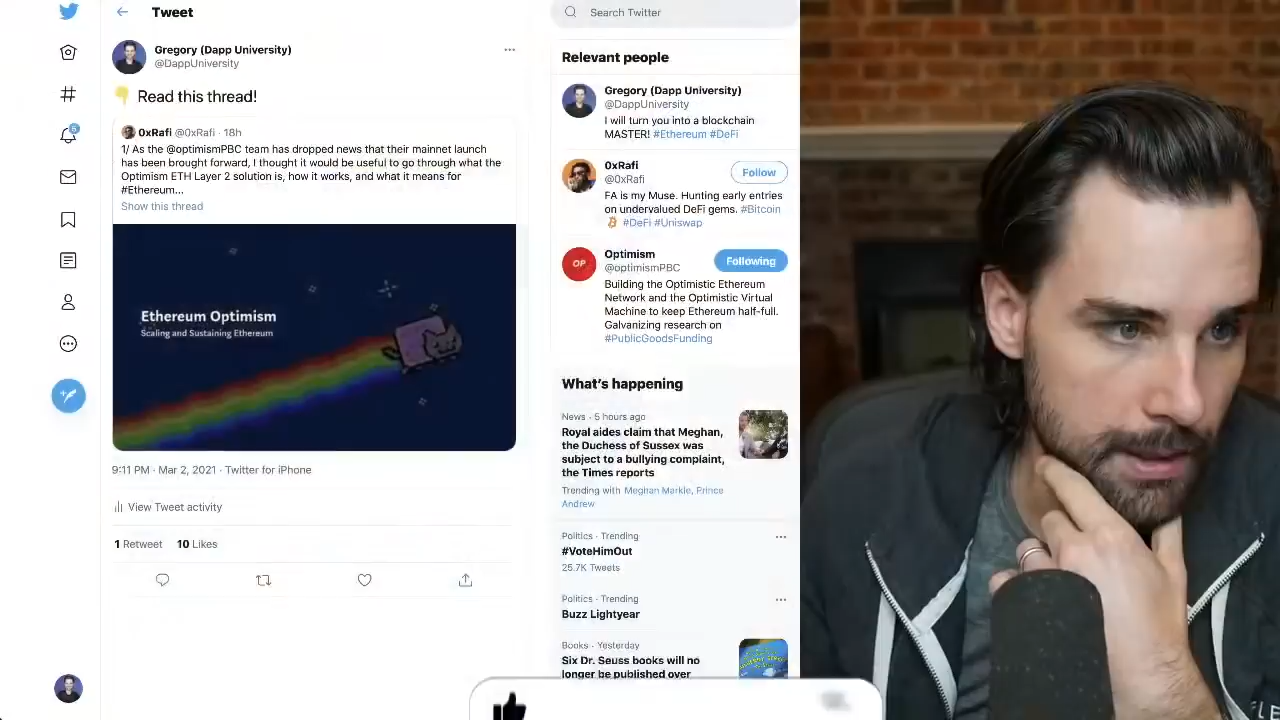 Tweet
Gregory (Dapp University)
@DappUniversity
👇 Read this thread!
0xRafi @0xRafi · 18h
1/ As the @optimismPBC team has dropped news that their mainnet launch
has been brought forward, I thought it would be useful to go through what the
Optimism ETH Layer 2 solution is, how it works, and what it means for
#Ethereum...
Show this thread
Ethereum Optimism
Scaling and Sustaining Ethereum
9:11 PM · Mar 2, 2021 · Twitter for iPhone
View Tweet activity
1 Retweet 10 Likes
Search Twitter
Relevant people
Gregory (Dapp University)
@DappUniversity
I will turn you into a blockchain
MASTER! #Ethereum #DeFi
0xRafi
@0xRafi
Follow
FA is my Muse. Hunting early entries
on undervalued DeFi gems. #Bitcoin
#DeFi #Uniswap
OP
Optimism
@optimismPBC
Following
Building the Optimistic Ethereum
Network and the Optimistic Virtual
Machine to keep Ethereum half-full.
Galvanizing research on
#PublicGoodsFunding
What's happening
News · 5 hours ago
Royal aides claim that Meghan,
the Duchess of Sussex was
subject to a bullying complaint,
the Times reports
Trending with Meghan Markle, Prince
Andrew
Politics · Trending
#VoteHimOut
25.7K Tweets
Politics · Trending
Buzz Lightyear
Books · Yesterday
Six Dr. Seuss books will no
longer be published over